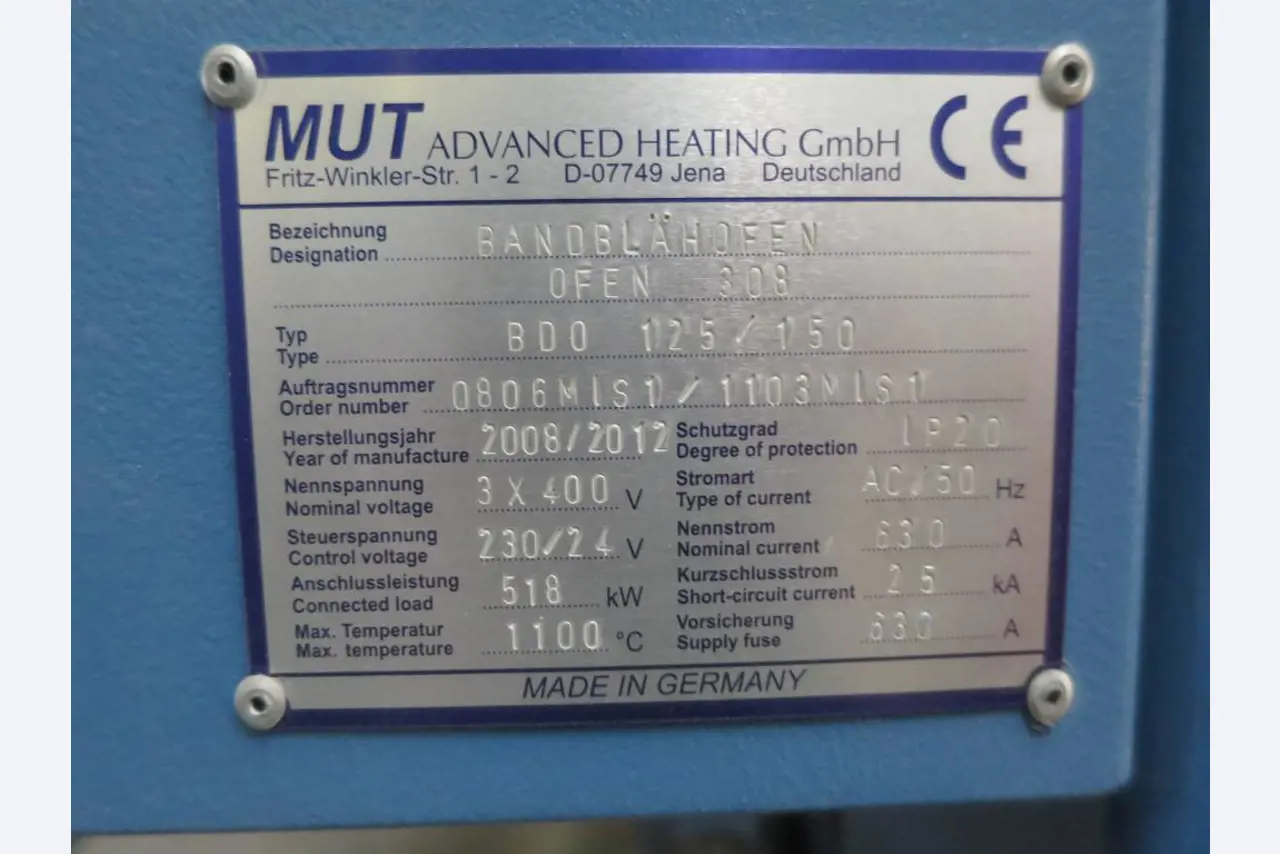 MUT ADVANCED HEATING GmbH
Fritz-Winkler-Str. 1 - 2 D-07749 Jena Deutschland
CE
Bezeichnung
Designation BANDBLÄHOFEN
OFEN 308
Typ
Type BDO 125/150
Auftragsnummer
Order number 0806MIS1/1103MIS1
Herstellungsjahr
Year of manufacture 2008/2012
Schutzgrad
Degree of protection IP20
Nennspannung
Nominal voltage 3 X 400 V
Stromart
Type of current AC/50 Hz
Steuerspannung
Control voltage 230/24 V
Nennstrom
Nominal current 630 A
Anschlussleistung
Connected load 518 kW
Kurzschlussstrom
Short-circuit current 25 kA
Max. Temperatur
Max. temperature 1100 °C
Vorsicherung
Supply fuse 630 A
MADE IN GERMANY